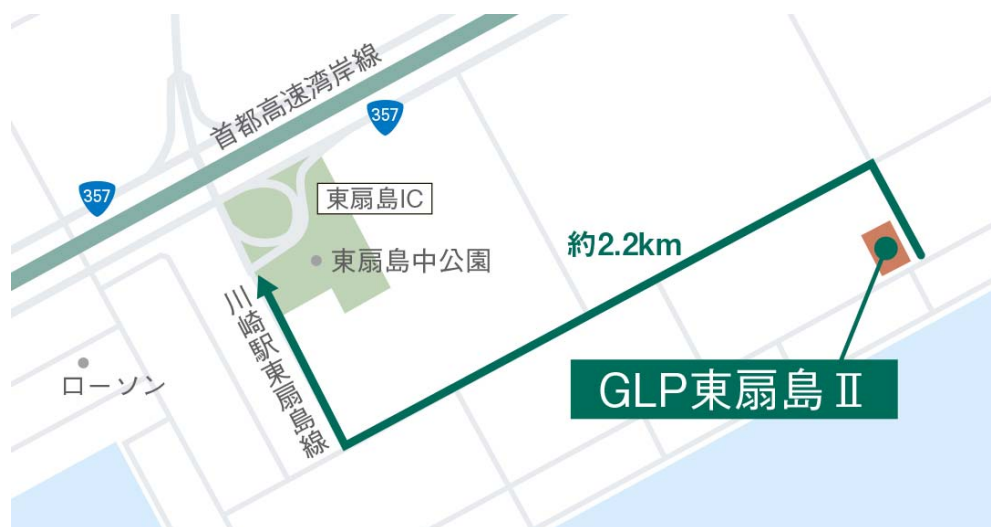 首都高速湾岸線
357
357
東扇島IC
東扇島中公園
約2.2km
川崎駅東扇島線
ローソン
GLP東扇島Ⅱ